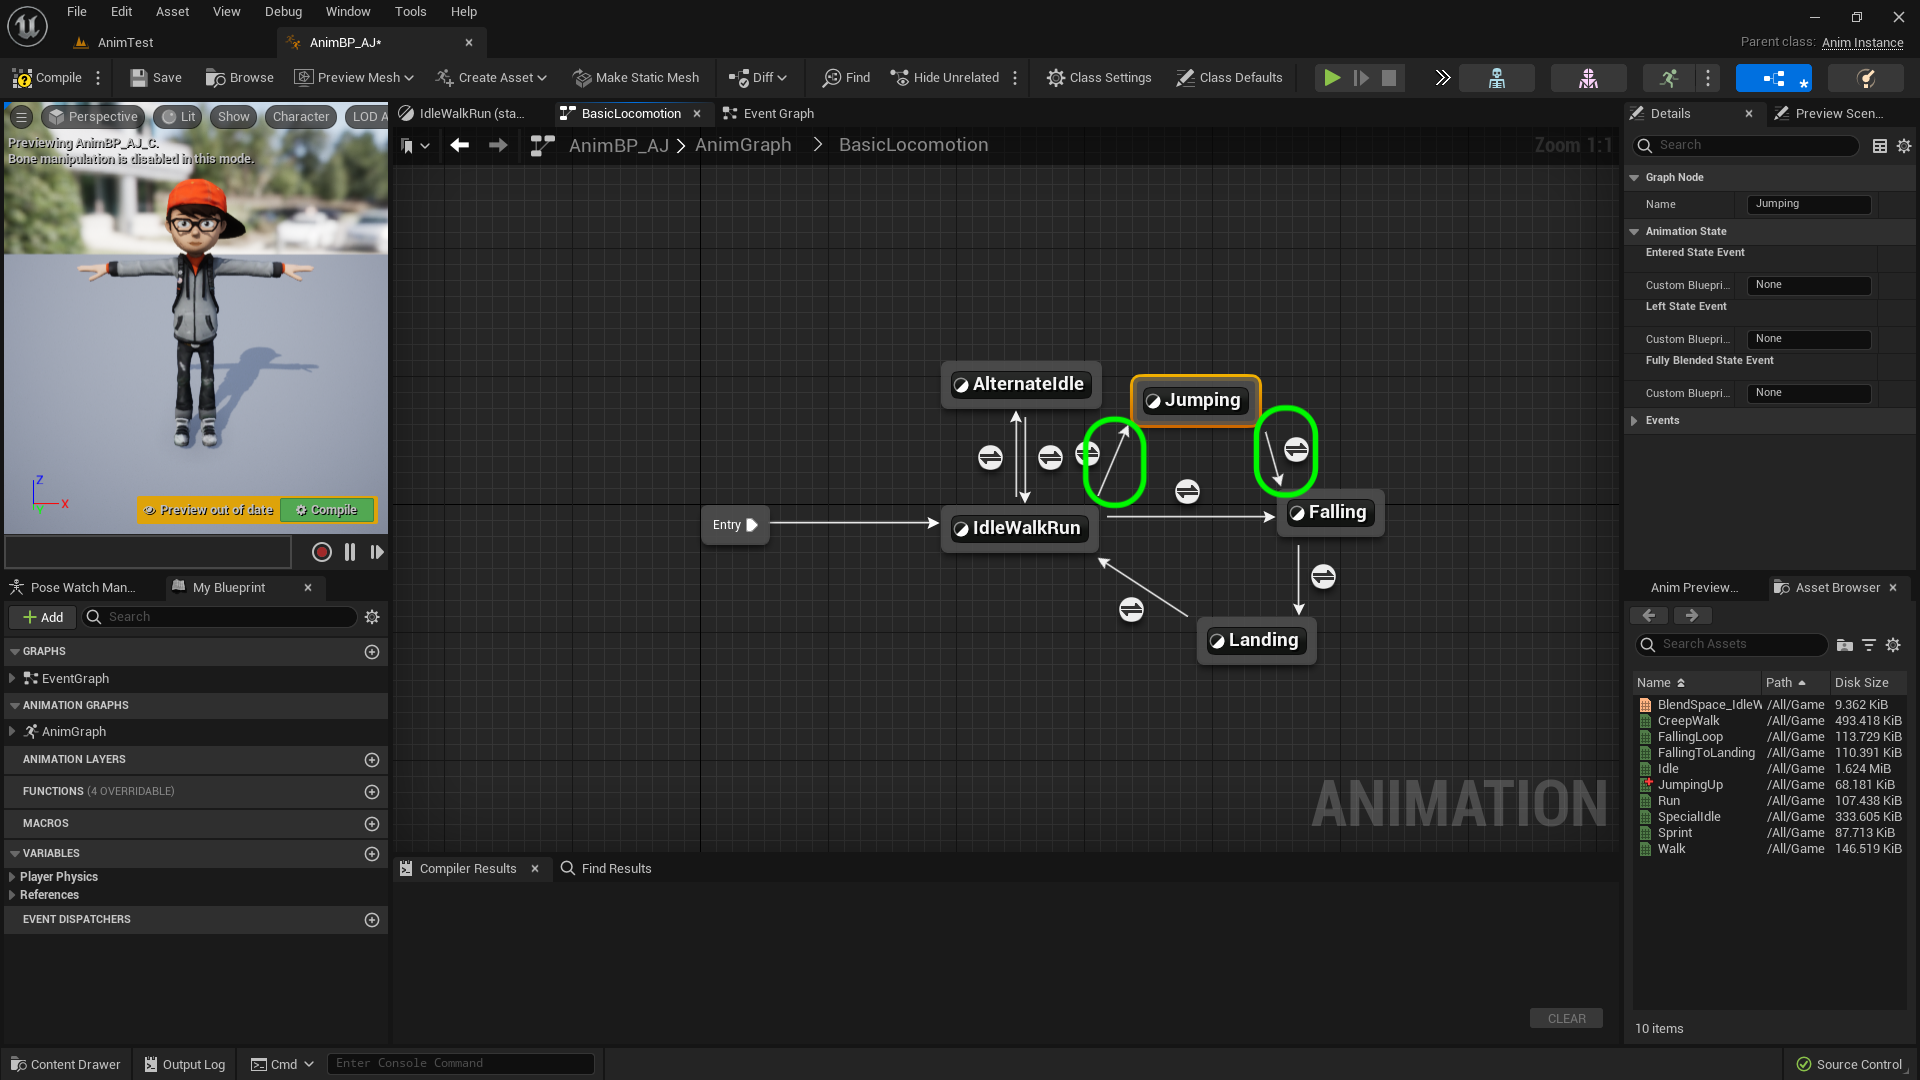 File Edit Asset View Debug Window Tools Help
AnimTest
AnimBP_AJ*
Parent class: Anim Instance
Compile Save Browse Preview Mesh Create Asset Make Static Mesh Diff Find Hide Unrelated Class Settings Class Defaults
Perspective Lit Show Character LOD A
Previewing AnimBP_AJ_C.
Bone manipulation is disabled in this mode.
Z
X
Preview out of date Compile
IdleWalkRun (sta... BasicLocomotion Event Graph
AnimBP_AJ > AnimGraph > BasicLocomotion
Zoom 1:1
AlternateIdle
Jumping
Entry
IdleWalkRun
Falling
Landing
ANIMATION
Pose Watch Man... My Blueprint
Add Search
GRAPHS
EventGraph
ANIMATION GRAPHS
AnimGraph
ANIMATION LAYERS
FUNCTIONS (4 OVERRIDABLE)
MACROS
VARIABLES
Player Physics
References
EVENT DISPATCHERS
Compiler Results Find Results
CLEAR
Details Preview Scen...
Search
Graph Node
Name Jumping
Animation State
Entered State Event
Custom Bluepri... None
Left State Event
Custom Bluepri... None
Fully Blended State Event
Custom Bluepri... None
Events
Anim Preview... Asset Browser
Search Assets
Name Path Disk Size
BlendSpace_IdleW /All/Game 9.362 KiB
CreepWalk /All/Game 493.418 KiB
FallingLoop /All/Game 113.729 KiB
FallingToLanding /All/Game 110.391 KiB
Idle /All/Game 1.624 MiB
JumpingUp /All/Game 68.181 KiB
Run /All/Game 107.438 KiB
SpecialIdle /All/Game 333.605 KiB
Sprint /All/Game 87.713 KiB
Walk /All/Game 146.519 KiB
10 items
Content Drawer Output Log Cmd Enter Console Command
Source Control